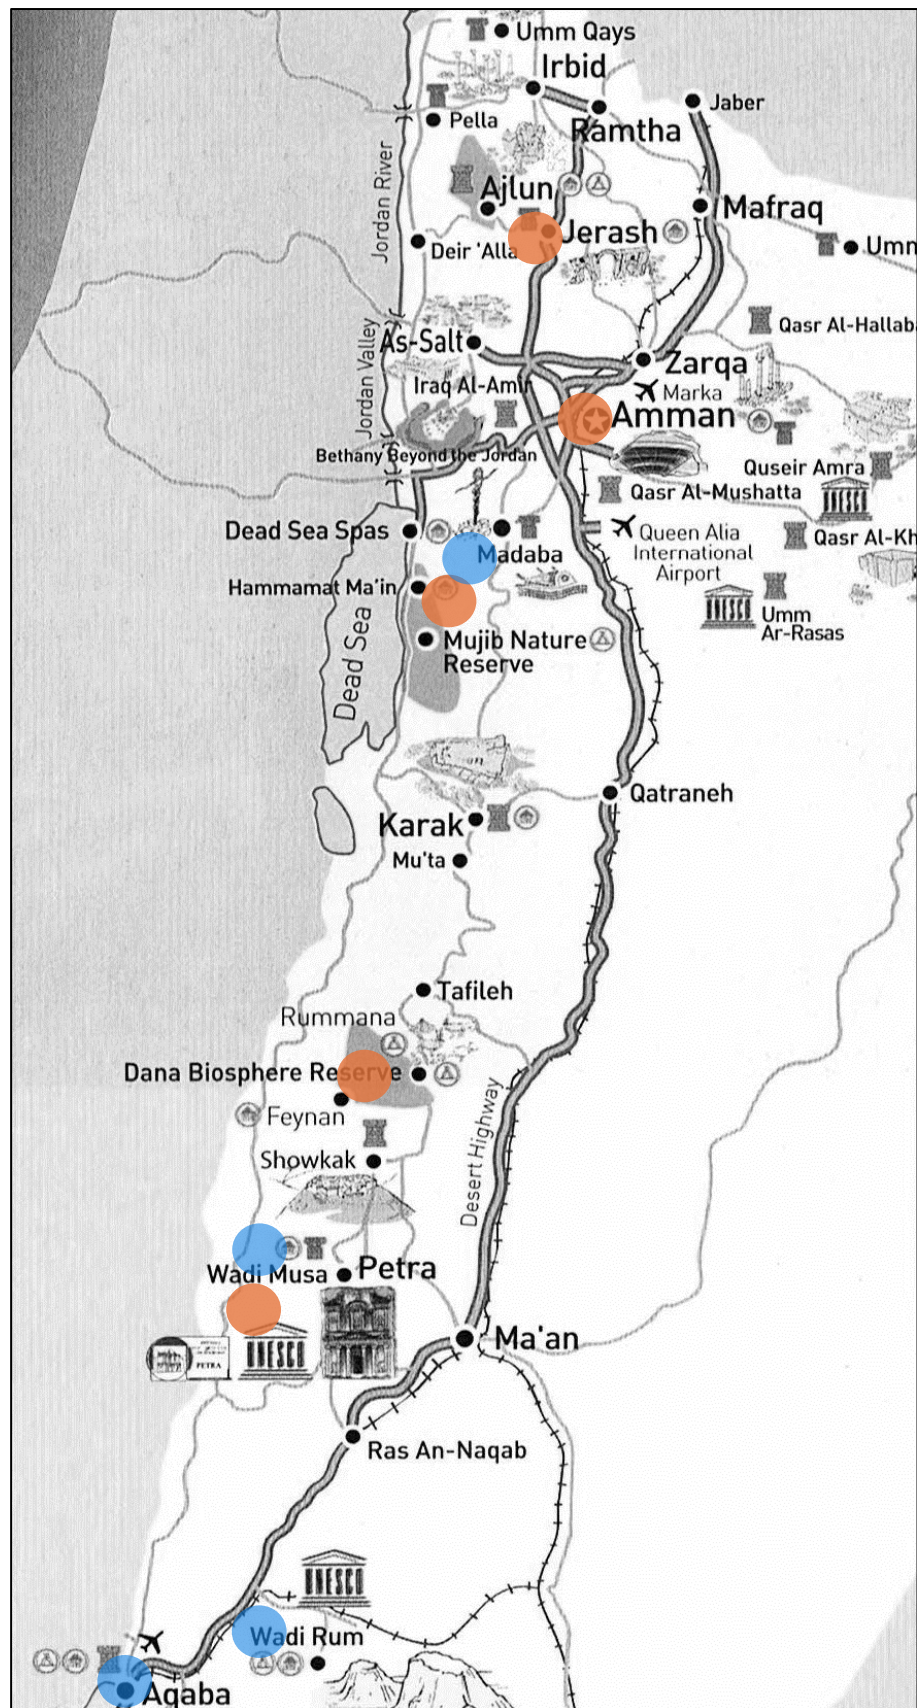 Umm Qays
Irbid
Jaber
Pella
Ramtha
Jordan River
Ajlun
Mafraq
Jerash
Deir 'Alla
Umm
Qasr Al-Hallaba
As-Salt
Jordan Valley
Zarqa
Iraq Al-Amir
Marka
Amman
Bethany Beyond the Jordan
Quseir Amra
Qasr Al-Mushatta
UNESCO
Dead Sea Spas
Madaba
Queen Alia
International
Airport
Qasr Al-Kh
Hammamat Ma'in
UNESCO
Umm
Ar-Rasas
Dead Sea
Mujib Nature
Reserve
Qatraneh
Karak
Mu'ta
Tafileh
Rummana
Dana Biosphere Reserve
Feynan
Desert Highway
Showkak
Wadi Musa
Petra
PETRA
UNESCO
Ma'an
Ras An-Naqab
UNESCO
Wadi Rum
Aqaba